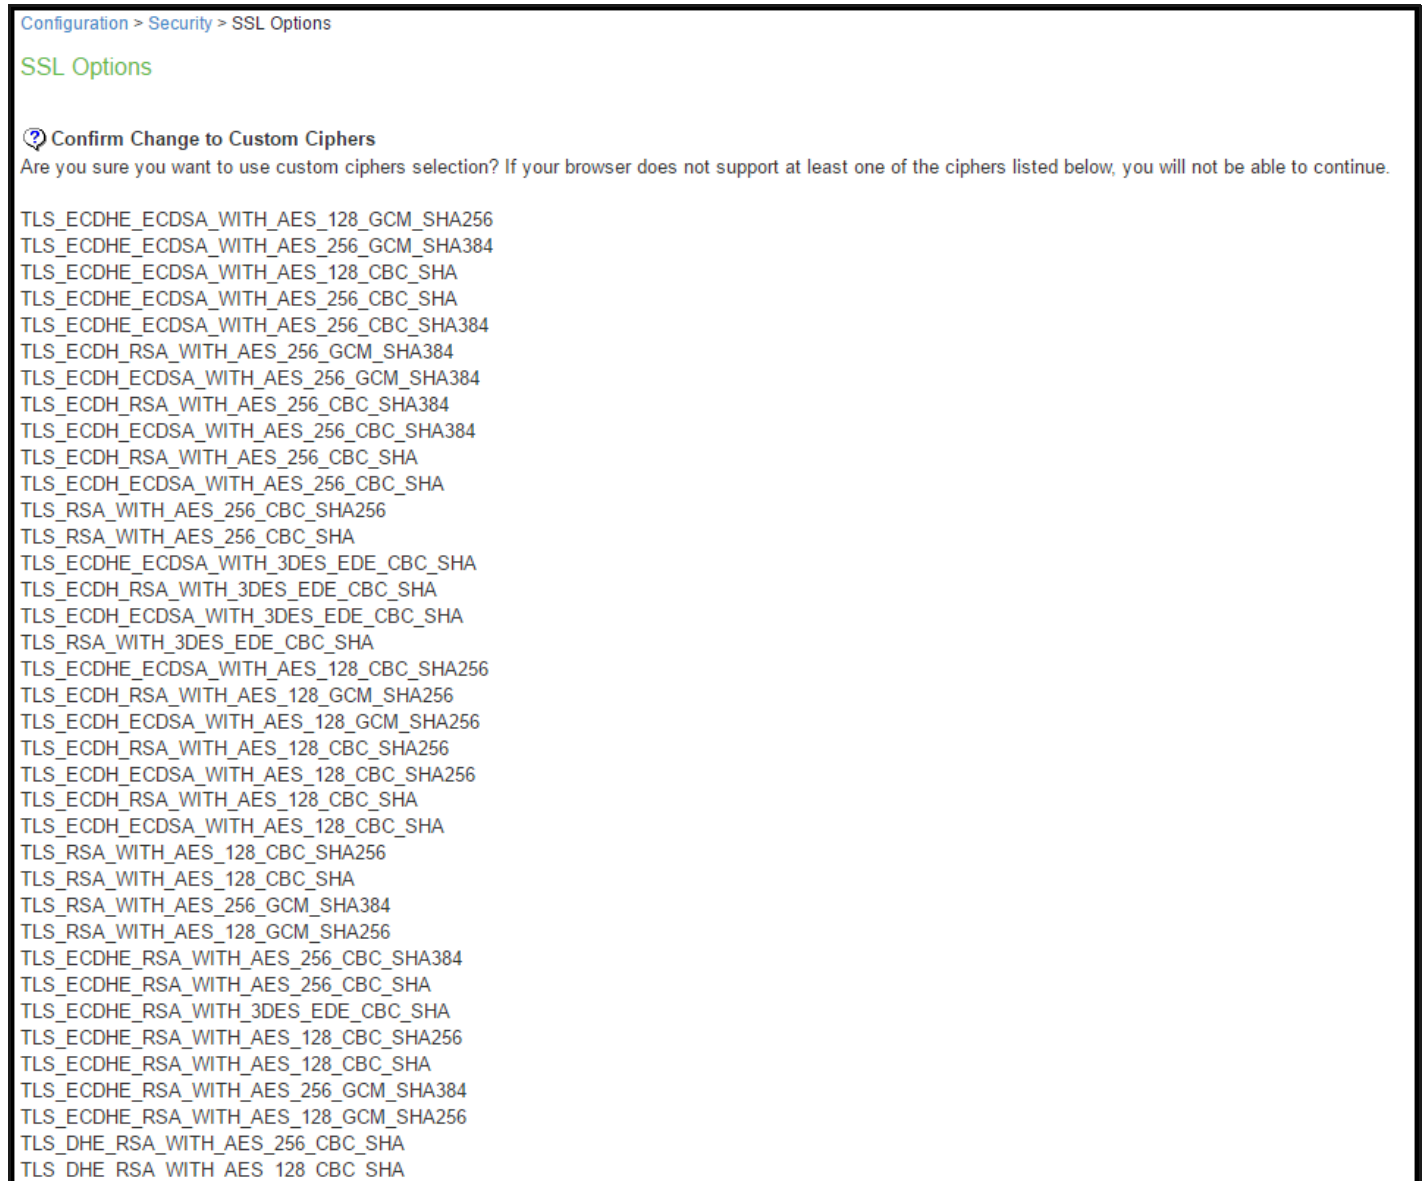 Configuration > Security > SSL Options
SSL Options
Confirm Change to Custom Ciphers
Are you sure you want to use custom ciphers selection? If your browser does not support at least one of the ciphers listed below, you will not be able to continue.
TLS_ECDHE_ECDSA_WITH_AES_128_GCM_SHA256
TLS_ECDHE_ECDSA_WITH_AES_256_GCM_SHA384
TLS_ECDHE_ECDSA_WITH_AES_128_CBC_SHA
TLS_ECDHE_ECDSA_WITH_AES_256_CBC_SHA
TLS_ECDHE_ECDSA_WITH_AES_256_CBC_SHA384
TLS_ECDH_RSA_WITH_AES_256_GCM_SHA384
TLS_ECDH_ECDSA_WITH_AES_256_GCM_SHA384
TLS_ECDH_RSA_WITH_AES_256_CBC_SHA384
TLS_ECDH_ECDSA_WITH_AES_256_CBC_SHA384
TLS_ECDH_RSA_WITH_AES_256_CBC_SHA
TLS_ECDH_ECDSA_WITH_AES_256_CBC_SHA
TLS_RSA_WITH_AES_256_CBC_SHA256
TLS_RSA_WITH_AES_256_CBC_SHA
TLS_ECDHE_ECDSA_WITH_3DES_EDE_CBC_SHA
TLS_ECDH_RSA_WITH_3DES_EDE_CBC_SHA
TLS_ECDH_ECDSA_WITH_3DES_EDE_CBC_SHA
TLS_RSA_WITH_3DES_EDE_CBC_SHA
TLS_ECDHE_ECDSA_WITH_AES_128_CBC_SHA256
TLS_ECDH_RSA_WITH_AES_128_GCM_SHA256
TLS_ECDH_ECDSA_WITH_AES_128_GCM_SHA256
TLS_ECDH_RSA_WITH_AES_128_CBC_SHA256
TLS_ECDH_ECDSA_WITH_AES_128_CBC_SHA256
TLS_ECDH_RSA_WITH_AES_128_CBC_SHA
TLS_ECDH_ECDSA_WITH_AES_128_CBC_SHA
TLS_RSA_WITH_AES_128_CBC_SHA256
TLS_RSA_WITH_AES_128_CBC_SHA
TLS_RSA_WITH_AES_256_GCM_SHA384
TLS_RSA_WITH_AES_128_GCM_SHA256
TLS_ECDHE_RSA_WITH_AES_256_CBC_SHA384
TLS_ECDHE_RSA_WITH_AES_256_CBC_SHA
TLS_ECDHE_RSA_WITH_3DES_EDE_CBC_SHA
TLS_ECDHE_RSA_WITH_AES_128_CBC_SHA256
TLS_ECDHE_RSA_WITH_AES_128_CBC_SHA
TLS_ECDHE_RSA_WITH_AES_256_GCM_SHA384
TLS_ECDHE_RSA_WITH_AES_128_GCM_SHA256
TLS_DHE_RSA_WITH_AES_256_CBC_SHA
TLS_DHE_RSA_WITH_AES_128_CBC_SHA